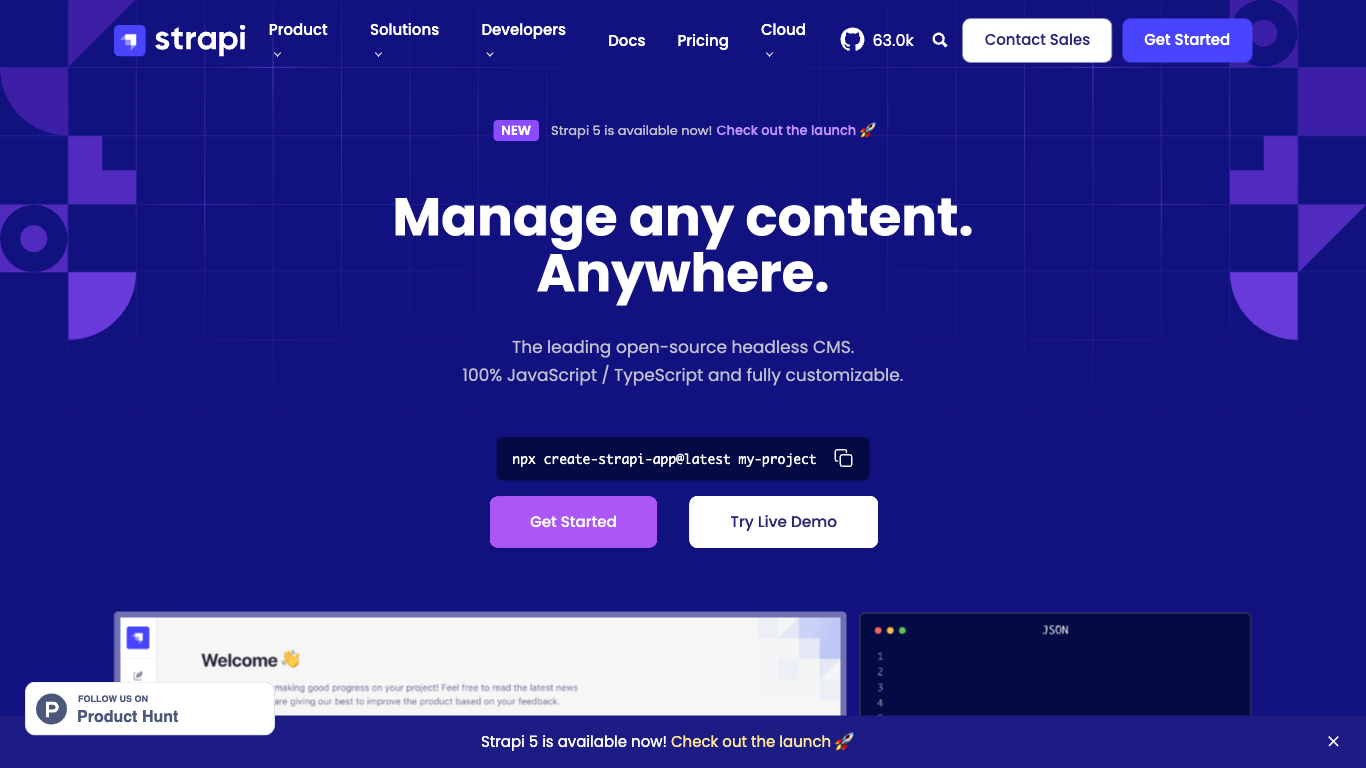 strapi
Product
Solutions
Developers
Docs
Pricing
Cloud
63.0k
Contact Sales
Get Started
NEW Strapi 5 is available now! Check out the launch 🚀
Manage any content.
Anywhere.
The leading open-source headless CMS.
100% JavaScript / TypeScript and fully customizable.
npx create-strapi-app@latest my-project
Get Started
Try Live Demo
Welcome 👋
making good progress on your project! Feel free to read the latest news
are giving our best to improve the product based on your feedback.
JSON
1
2
3
4
FOLLOW US ON
Product Hunt
Strapi 5 is available now! Check out the launch 🚀